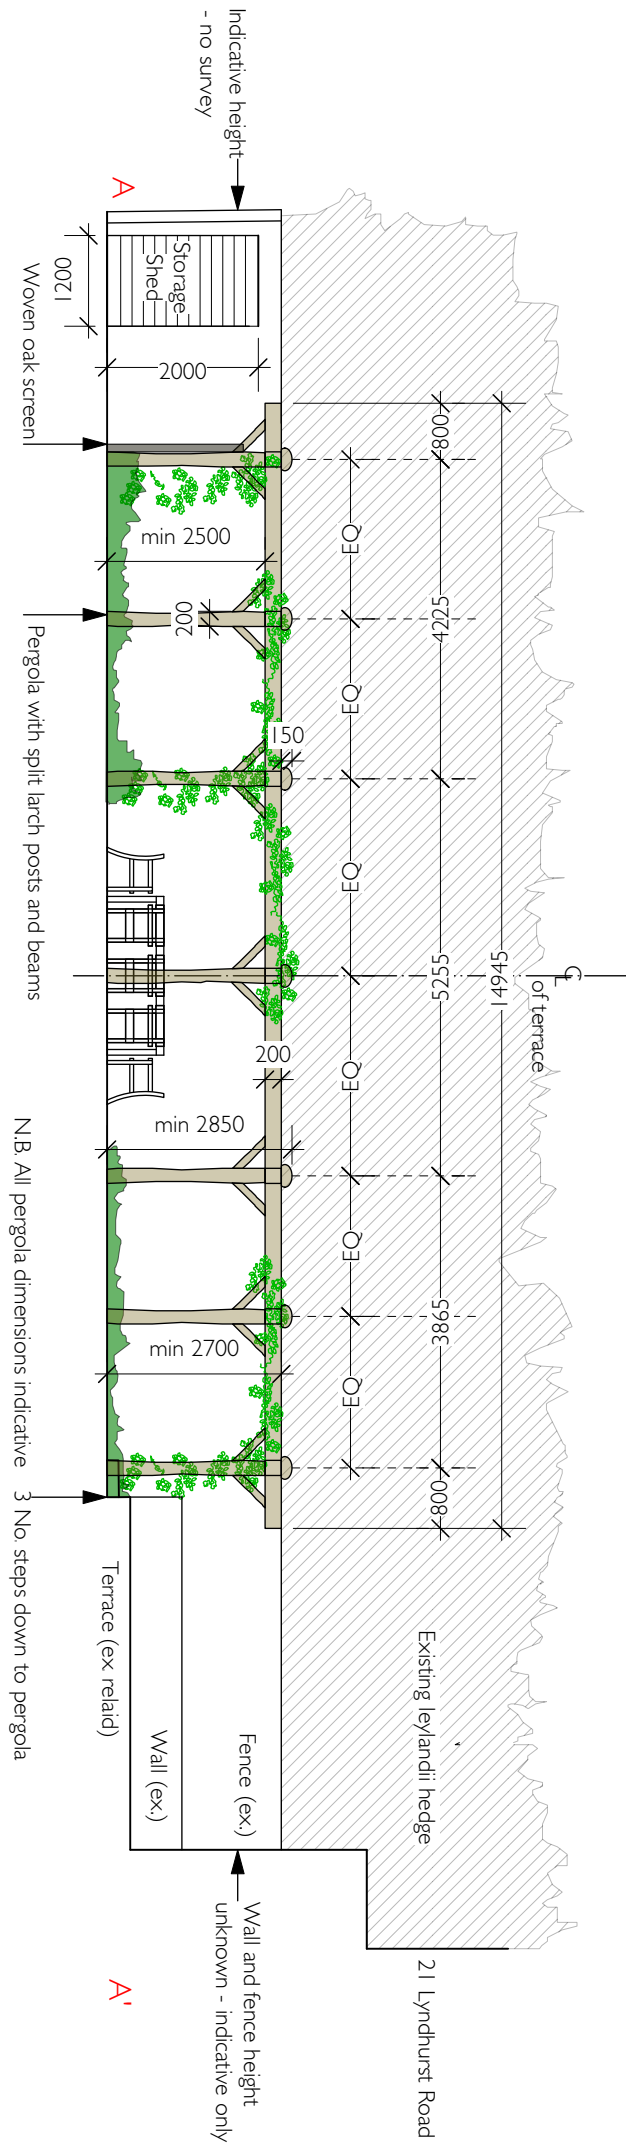 Indicative height
- no survey
A
Storage
Shed
1200
2000
Woven oak screen
800
4225
5255
3865
800
14945
EQ
EQ
EQ
EQ
EQ
EQ
min 2500
200
150
200
min 2850
min 2700
CL
of terrace
Pergola with split larch posts and beams
N.B. All pergola dimensions indicative
3 No. steps down to pergola
Terrace (ex relaid)
Wall (ex.)
Fence (ex.)
Existing leylandii hedge
Wall and fence height
unknown - indicative only
21 Lyndhurst Road
A'